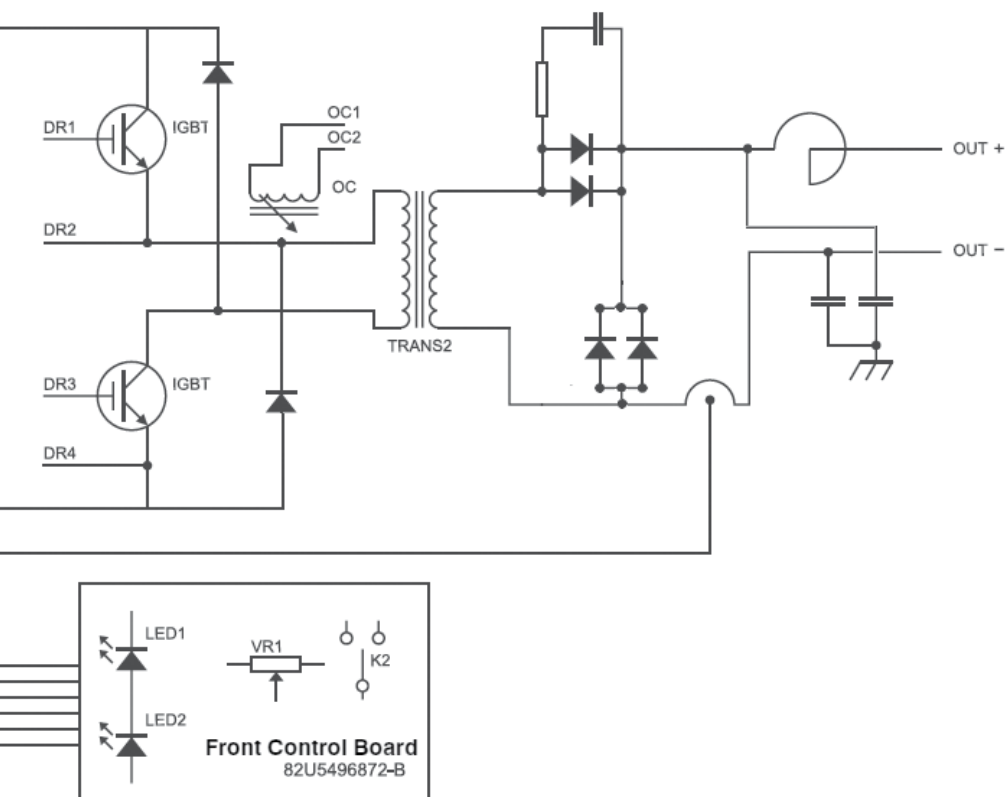 OC1
DR1
IGBT
OC2
OUT +
OC
DR2
OUT −
TRANS2
DR3
IGBT
DR4
LED1
VR1
K2
LED2
Front Control Board
82U5496872-B